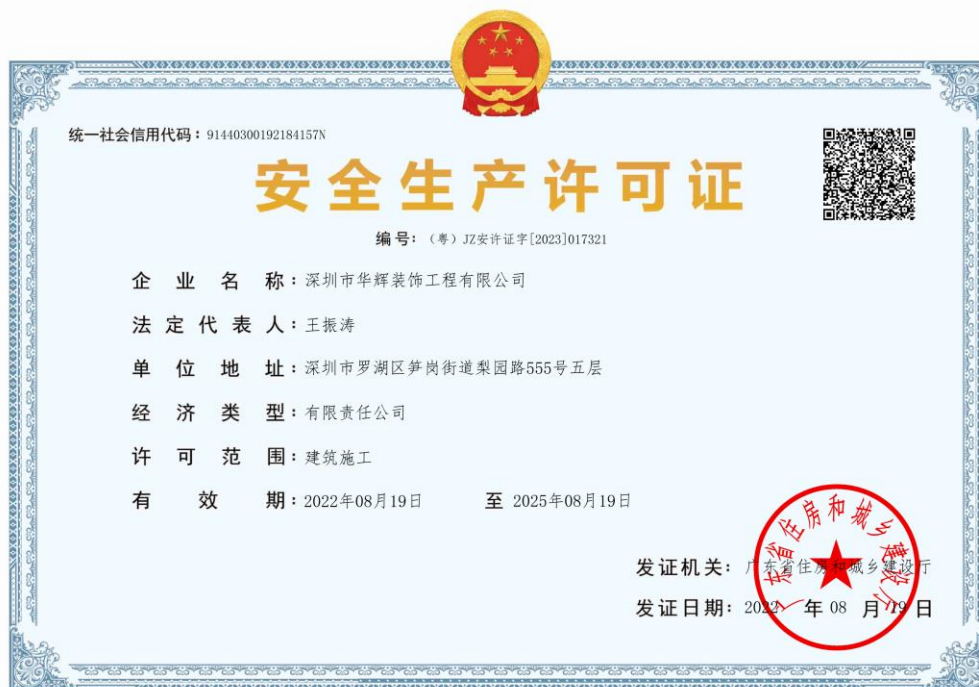 统一社会信用代码：91440300192184157N
安全生产许可证
编号：（粤）JZ安许证字[2023]017321
企业名称：深圳市华辉装饰工程有限公司
法定代表人：王振涛
单位地址：深圳市罗湖区笋岗街道梨园路555号五层
经济类型：有限责任公司
许可范围：建筑施工
有效期：2022年08月19日 至 2025年08月19日
发证机关：广东省住房和城乡建设厅
发证日期：2022 年 08 月 19 日
广东省住房和城乡建设厅